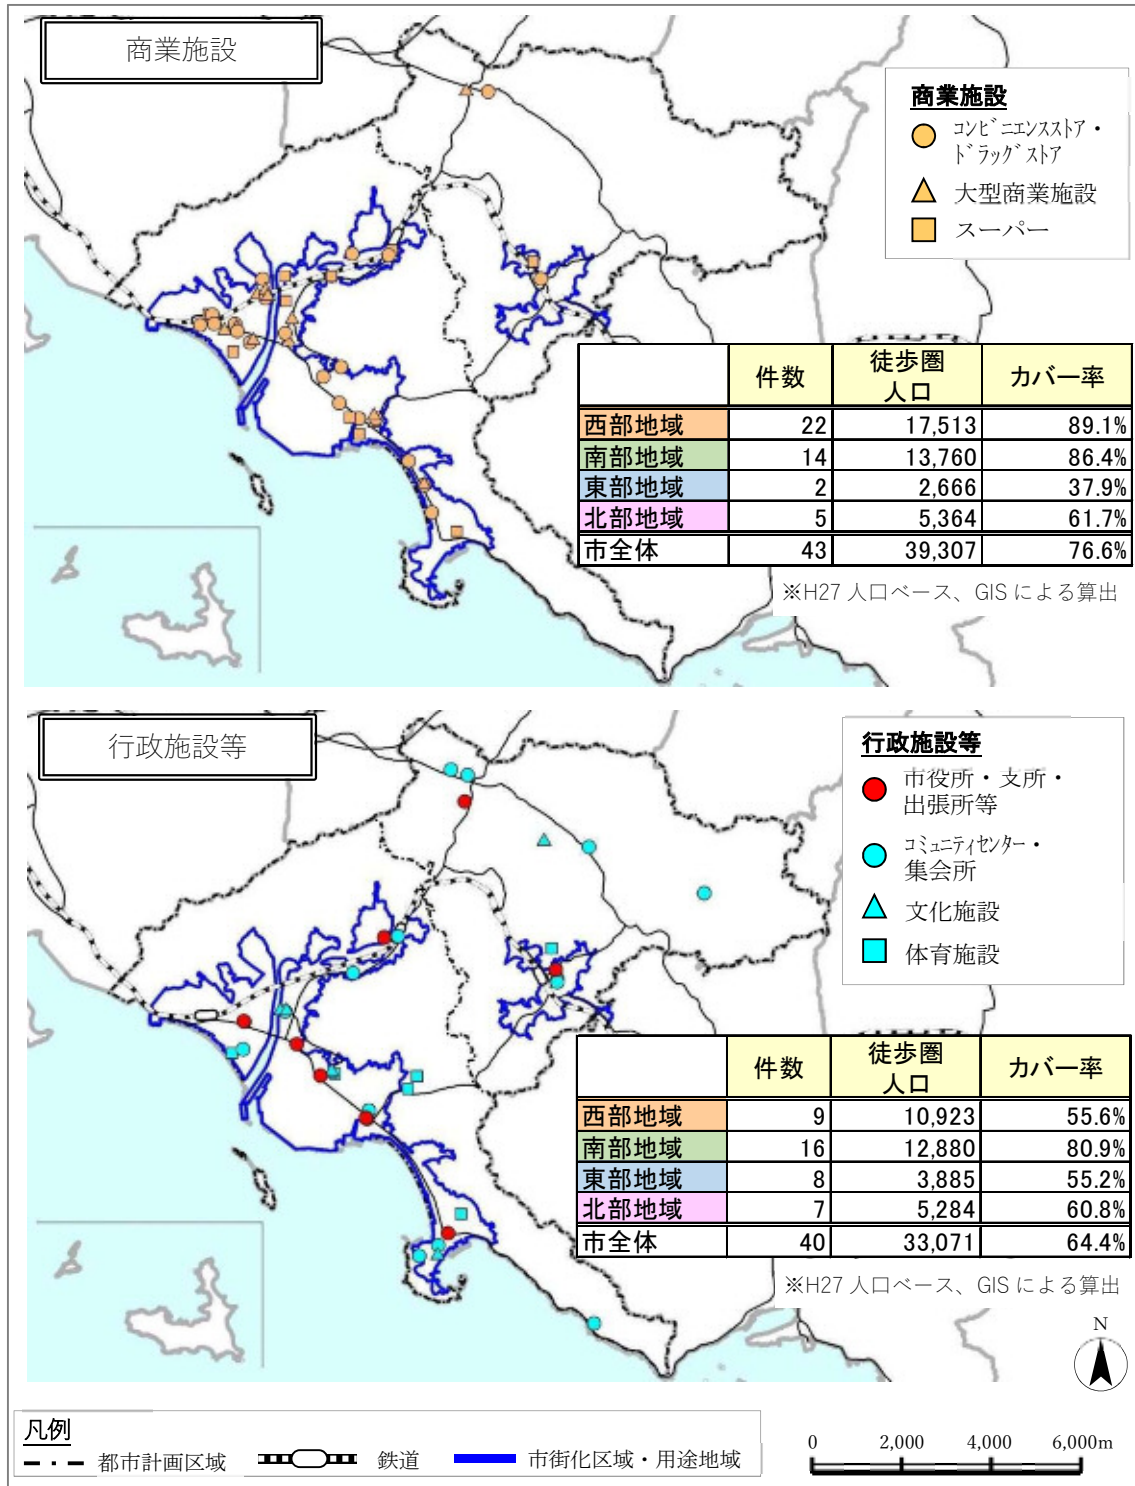 商業施設
商業施設
コンビニエンスストア・
ドラッグストア
大型商業施設
スーパー
件数 徒歩圏人口 カバー率
西部地域 22 17,513 89.1%
南部地域 14 13,760 86.4%
東部地域 2 2,666 37.9%
北部地域 5 5,364 61.7%
市全体 43 39,307 76.6%
※H27 人口ベース、GIS による算出
行政施設等
行政施設等
市役所・支所・
出張所等
コミュニティセンター・
集会所
文化施設
体育施設
件数 徒歩圏人口 カバー率
西部地域 9 10,923 55.6%
南部地域 16 12,880 80.9%
東部地域 8 3,885 55.2%
北部地域 7 5,284 60.8%
市全体 40 33,071 64.4%
※H27 人口ベース、GIS による算出
N
凡例
都市計画区域 鉄道 市街化区域・用途地域
0 2,000 4,000 6,000m